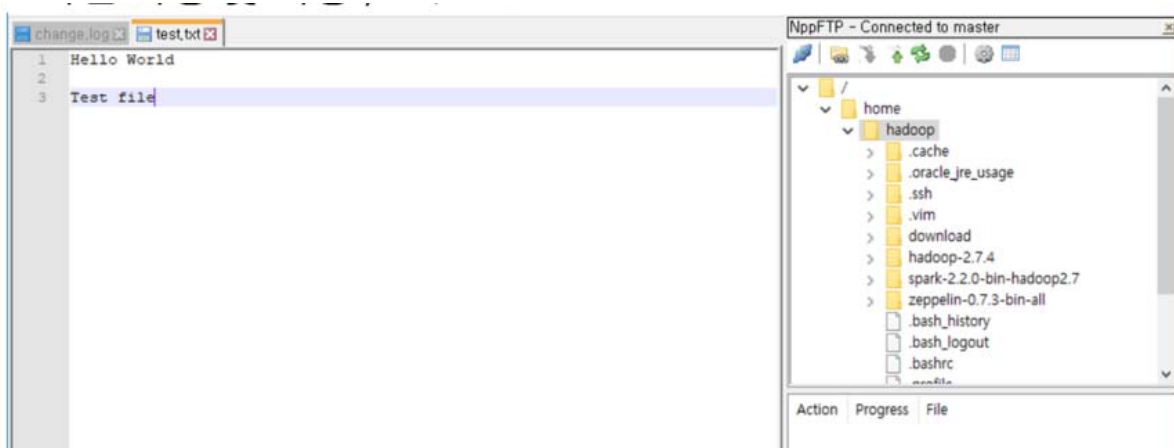 change.log
test.txt
1 Hello World
2
3 Test file
NppFTP - Connected to master
/
home
hadoop
.cache
.oracle_jre_usage
.ssh
.vim
download
hadoop-2.7.4
spark-2.2.0-bin-hadoop2.7
zeppelin-0.7.3-bin-all
.bash_history
.bash_logout
.bashrc
.profile
Action Progress File